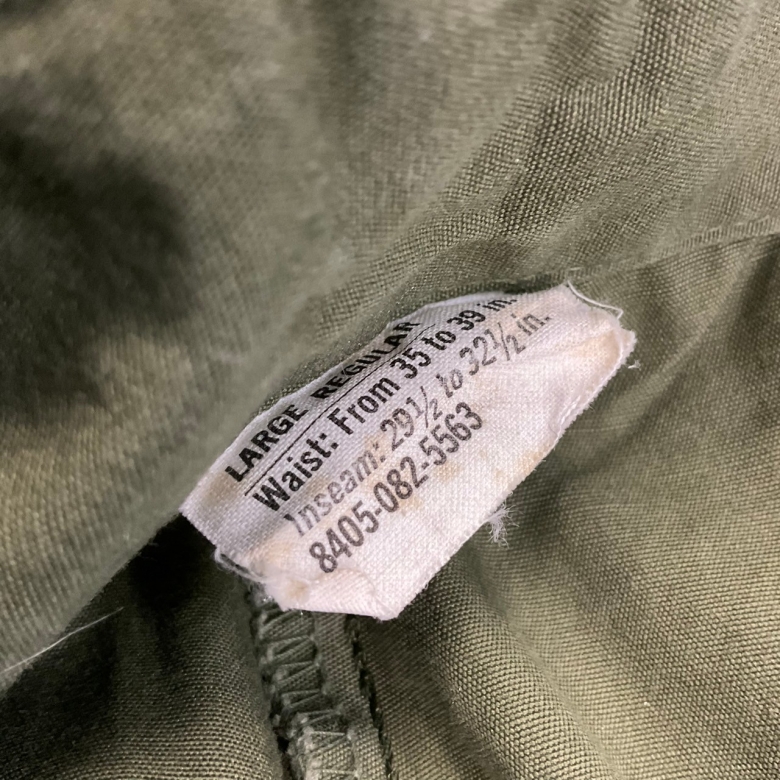 LARGE REGULAR
Waist: From 35 to 39 in.
Inseam: 29½ to 32½ in.
8405-082-5563